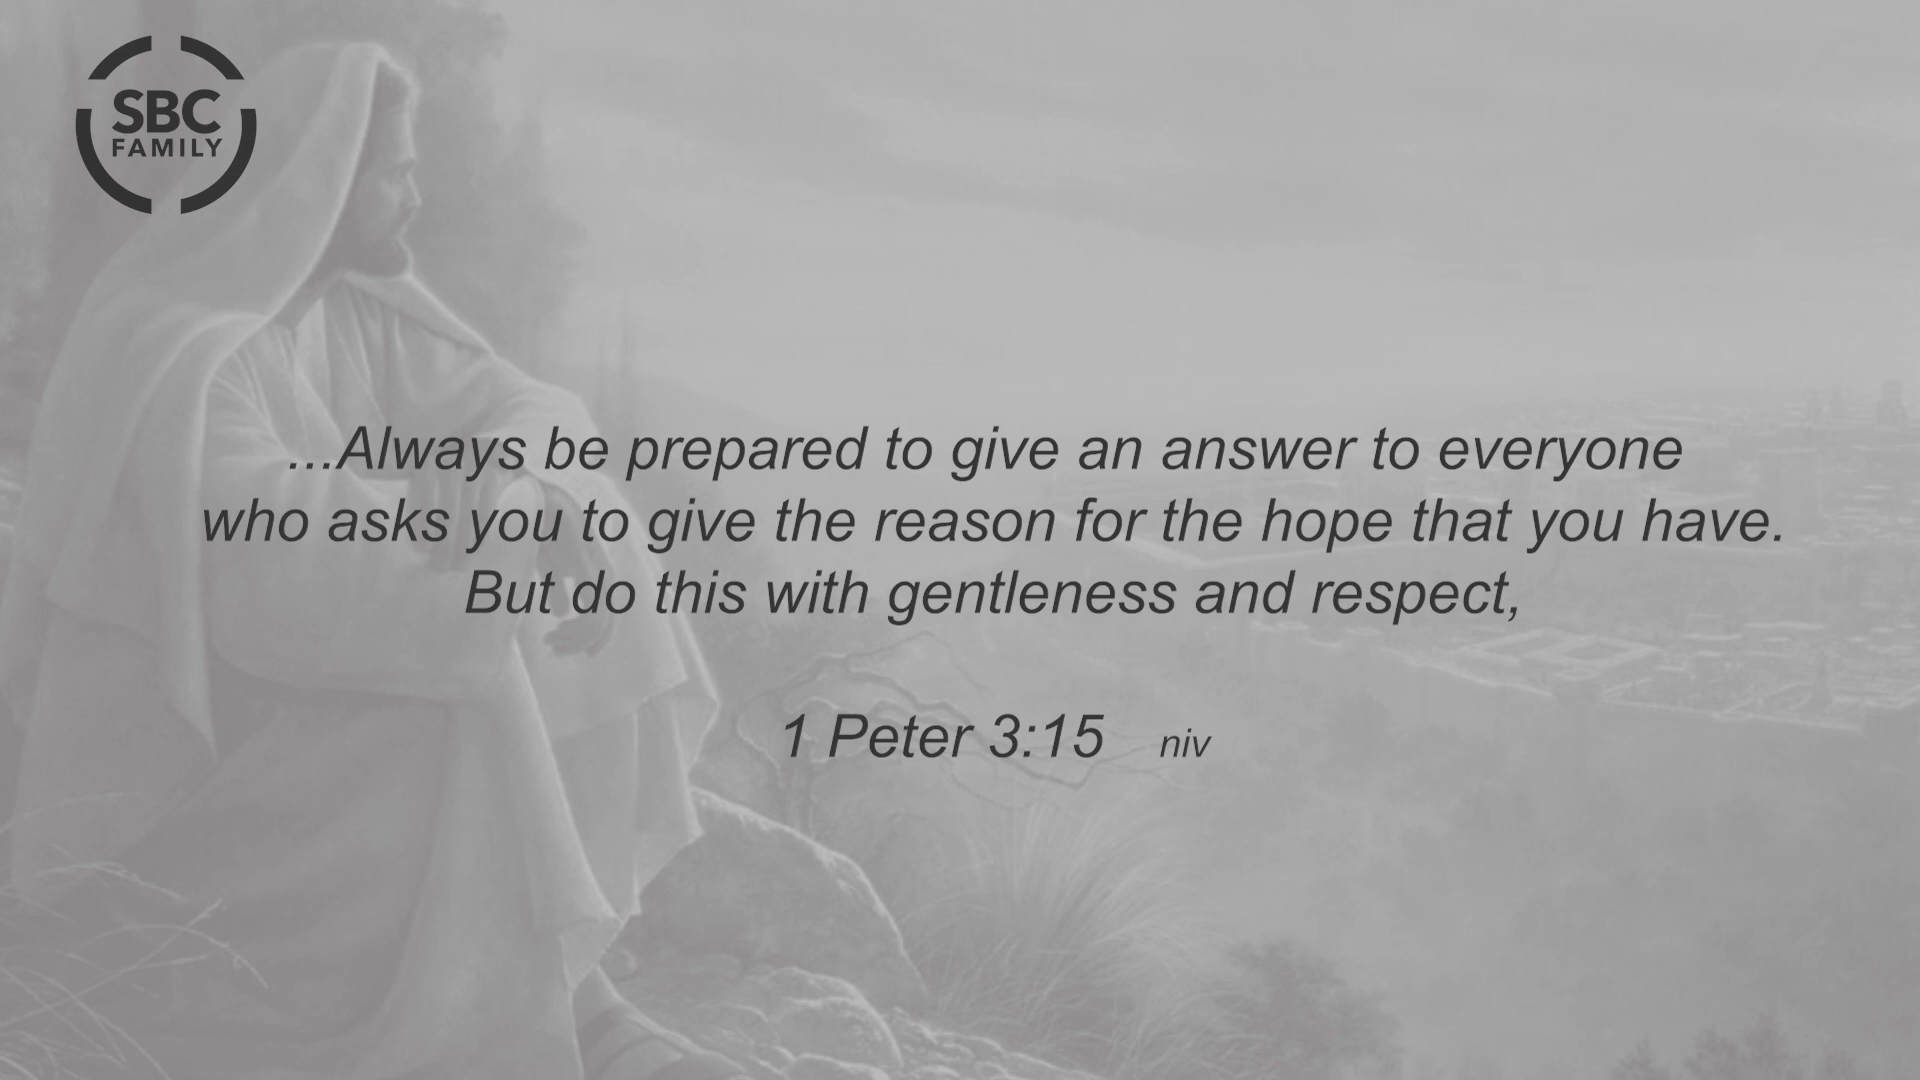 SBC
FAMILY
...Always be prepared to give an answer to everyone
who asks you to give the reason for the hope that you have.
But do this with gentleness and respect,
1 Peter 3:15 niv